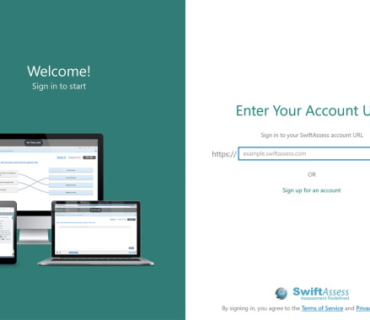 Welcome!
Sign in to start
Enter Your Account U
Sign in to your SwiftAssess account URL
https://
example.swiftassess.com
OR
Sign up for an account
SwiftAssess
Assessment Redefined
By signing in, you agree to the Terms of Service and Priva